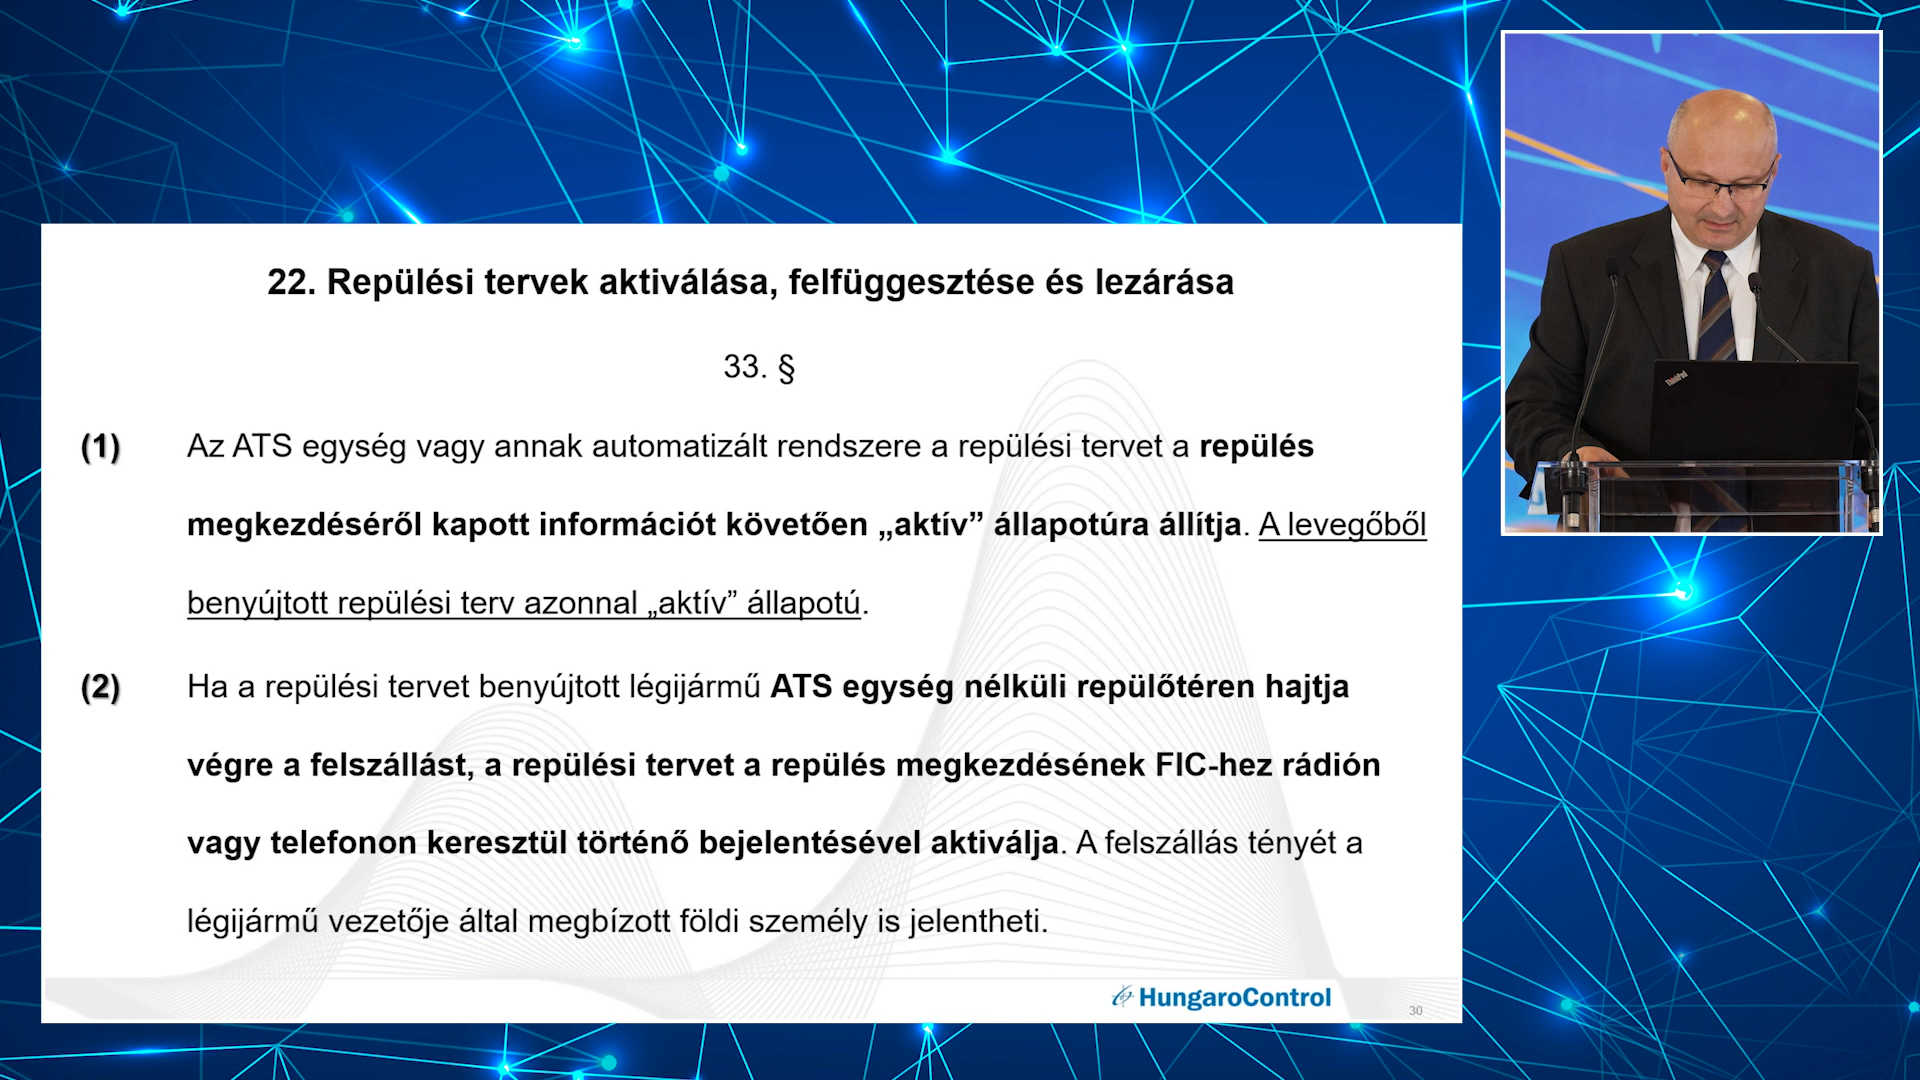 22. Repülési tervek aktiválása, felfüggesztése és lezárása
33. §
(1) Az ATS egység vagy annak automatizált rendszere a repülési tervet a repülés
megkezdéséről kapott információt követően „aktív” állapotúra állítja. A levegőből
benyújtott repülési terv azonnal „aktív” állapotú.
(2) Ha a repülési tervet benyújtott légijármű ATS egység nélküli repülőtéren hajtja
végre a felszállást, a repülési tervet a repülés megkezdésének FIC-hez rádión
vagy telefonon keresztül történő bejelentésével aktiválja. A felszállás tényét a
légijármű vezetője által megbízott földi személy is jelentheti.
HungaroControl
30
ThinkPad